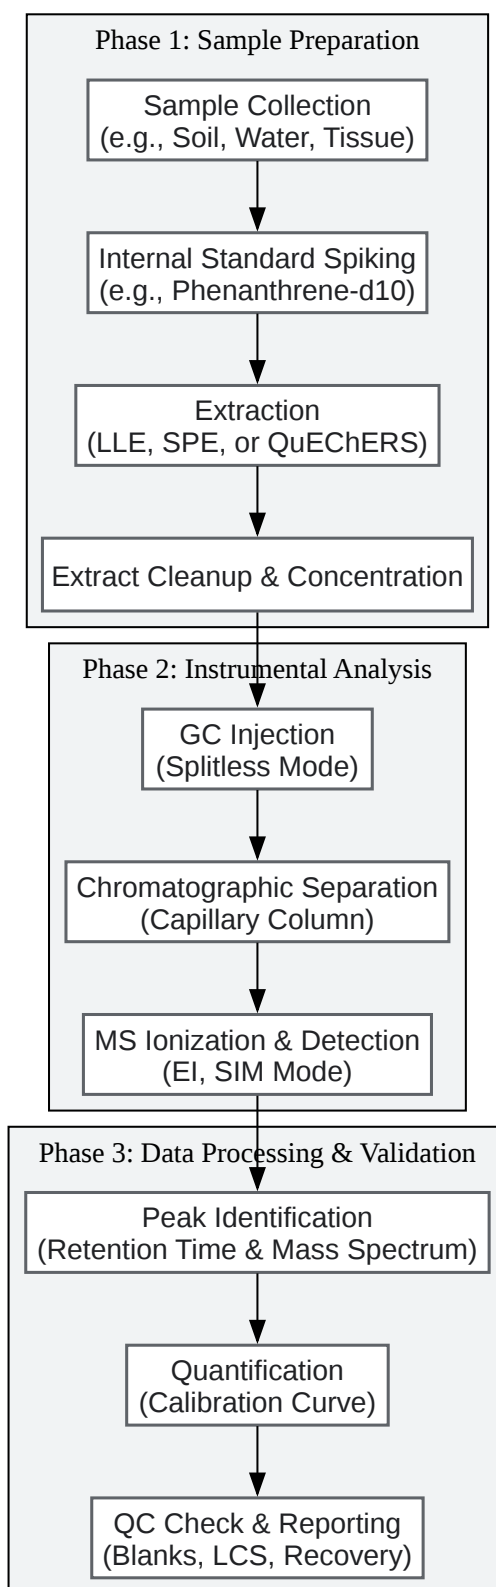 Phase 1: Sample Preparation
Sample Collection
(e.g., Soil, Water, Tissue)
Internal Standard Spiking
(e.g., Phenanthrene-d10)
Extraction
(LLE, SPE, or QuEChERS)
Extract Cleanup & Concentration
Phase 2: Instrumental Analysis
GC Injection
(Splitless Mode)
Chromatographic Separation
(Capillary Column)
MS Ionization & Detection
(EI, SIM Mode)
Phase 3: Data Processing & Validation
Peak Identification
(Retention Time & Mass Spectrum)
Quantification
(Calibration Curve)
QC Check & Reporting
(Blanks, LCS, Recovery)